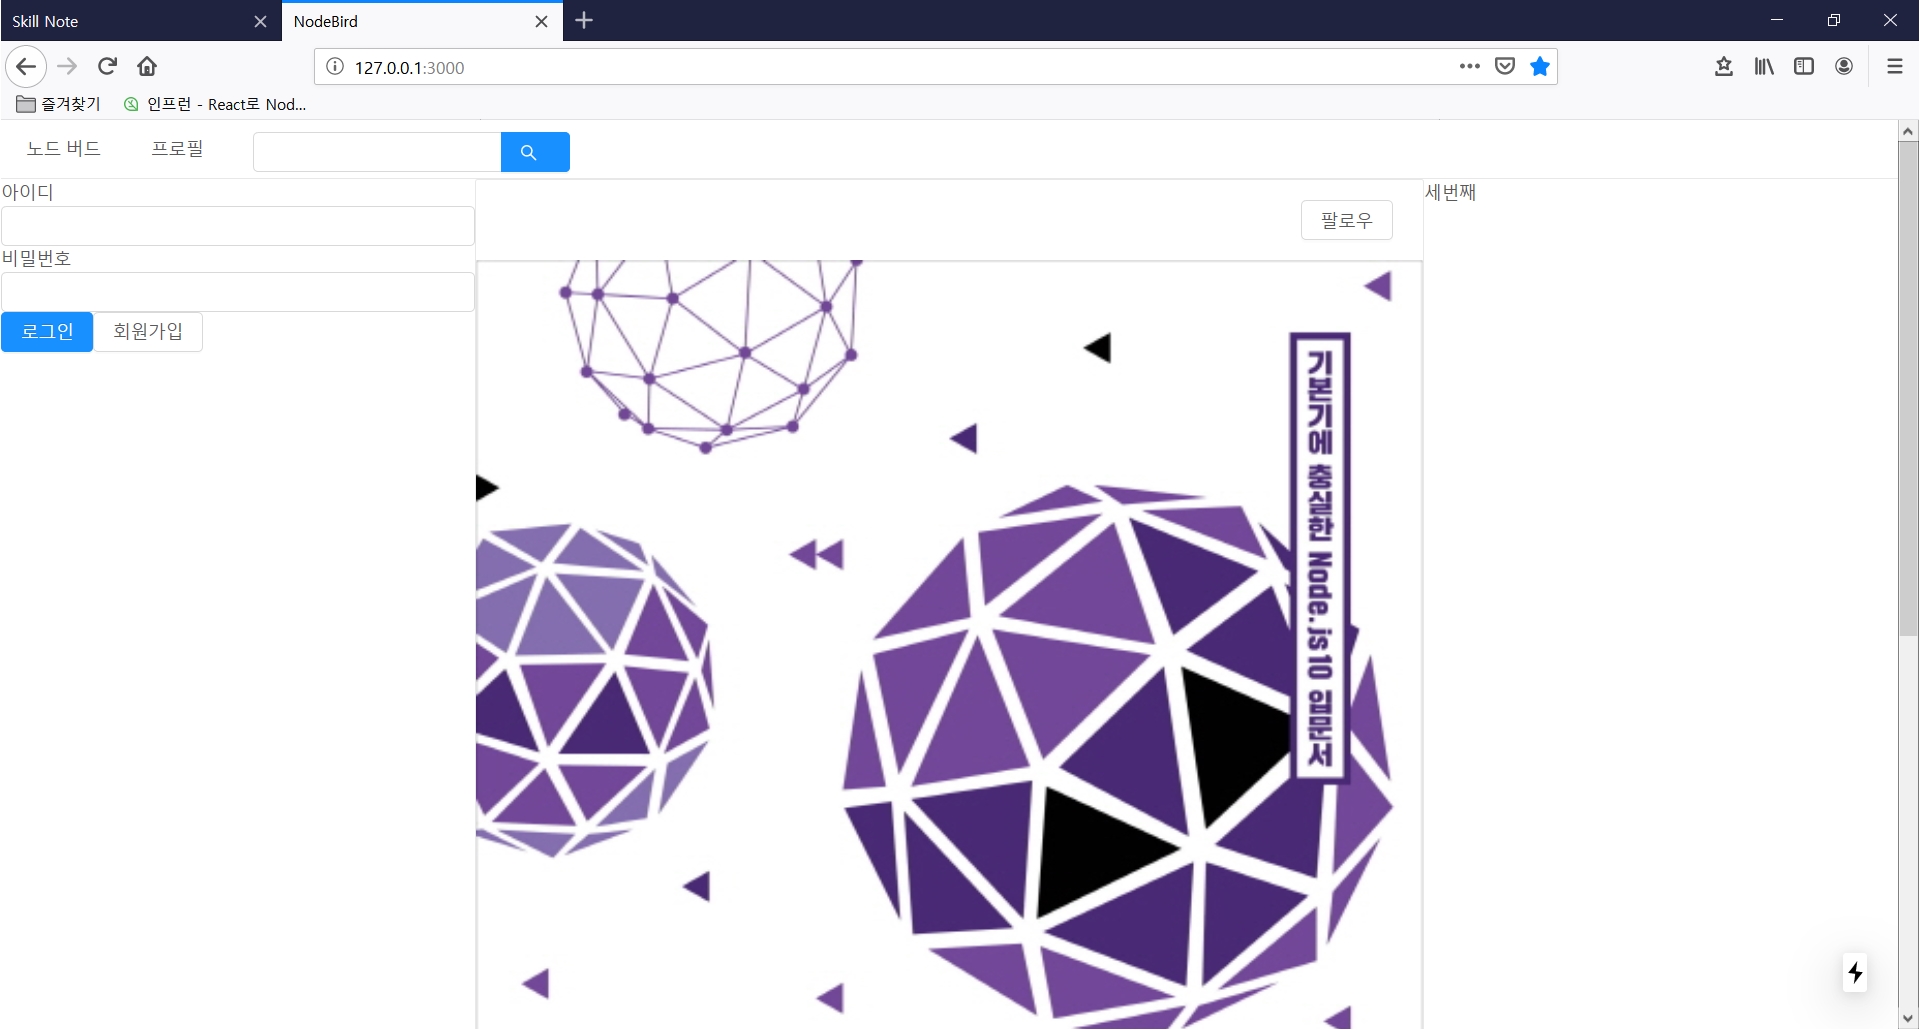 Skill Note
NodeBird
127.0.0.1:3000
즐겨찾기
인프런 - React로 Nod...
노드 버드
프로필
아이디
비밀번호
로그인
회원가입
팔로우
기본기에 충실한 Node.js 10 입문서
세번째